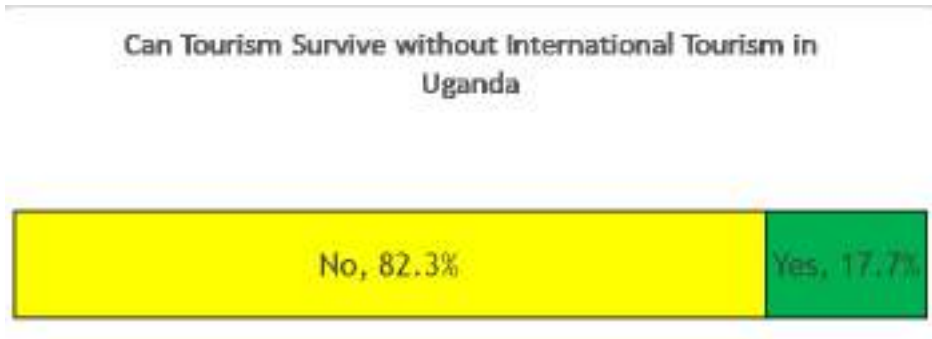 Can Tourism Survive without International Tourism in
Uganda
No, 82.3%
Yes, 17.7%